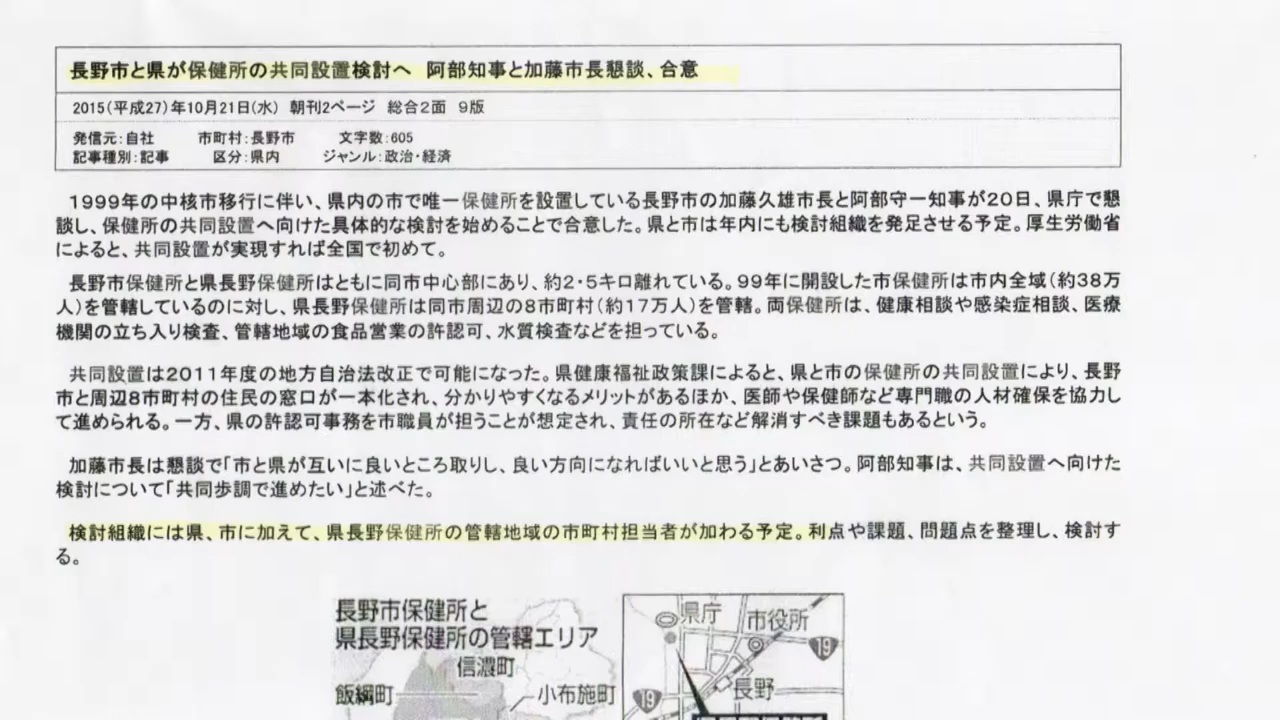 長野市と県が保健所の共同設置検討へ　阿部知事と加藤市長懇談、合意
2015(平成27)年10月21日(水)　朝刊2ページ　総合2面　9版
発信元：自社　市町村：長野市　文字数：605
記事種別：記事　区分：県内　ジャンル：政治・経済
1999年の中核市移行に伴い、県内の市で唯一保健所を設置している長野市の加藤久雄市長と阿部守一知事が20日、県庁で懇
談し、保健所の共同設置へ向けた具体的な検討を始めることで合意した。県と市は年内にも検討組織を発足させる予定。厚生労働省
によると、共同設置が実現すれば全国で初めて。
長野市保健所と県長野保健所はともに同市中心部にあり、約2・5キロ離れている。99年に開設した市保健所は市内全域(約38万
人)を管轄しているのに対し、県長野保健所は同市周辺の8市町村(約17万人)を管轄。両保健所は、健康相談や感染症相談、医療
機関の立ち入り検査、管轄地域の食品営業の許認可、水質検査などを担っている。
共同設置は2011年度の地方自治法改正で可能になった。県健康福祉政策課によると、県と市の保健所の共同設置により、長野
市と周辺8市町村の住民の窓口が一本化され、分かりやすくなるメリットがあるほか、医師や保健師など専門職の人材確保を協力し
て進められる。一方、県の許認可事務を市職員が担うことが想定され、責任の所在など解消すべき課題もあるという。
加藤市長は懇談で「市と県が互いに良いところ取りし、良い方向になればいいと思う」とあいさつ。阿部知事は、共同設置へ向けた
検討について「共同歩調で進めたい」と述べた。
検討組織には県、市に加えて、県長野保健所の管轄地域の市町村担当者が加わる予定。利点や課題、問題点を整理し、検討す
る。
長野市保健所と
県長野保健所の管轄エリア
信濃町
飯綱町
小布施町
県庁
市役所
19
19
長野